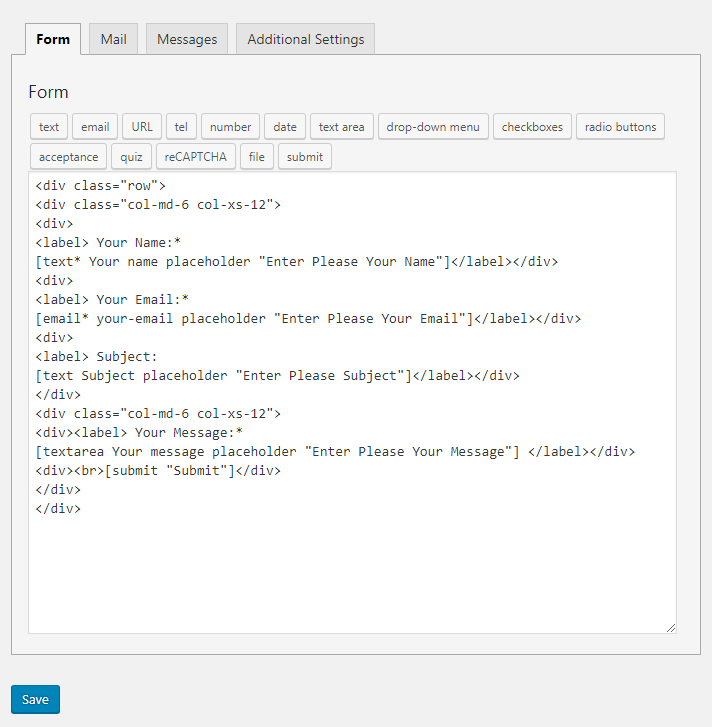 Form Mail Messages Additional Settings
Form
text email URL tel number date text area drop-down menu checkboxes radio buttons
acceptance quiz reCAPTCHA file submit
<div class="row">
<div class="col-md-6 col-xs-12">
<div>
<label> Your Name:*
[text* Your name placeholder "Enter Please Your Name"]</label></div>
<div>
<label> Your Email:*
[email* your-email placeholder "Enter Please Your Email"]</label></div>
<div>
<label> Subject:
[text Subject placeholder "Enter Please Subject"]</label></div>
</div>
<div class="col-md-6 col-xs-12">
<div><label> Your Message:*
[textarea Your message placeholder "Enter Please Your Message"] </label></div>
<div><br>[submit "Submit"]</div>
</div>
</div>
Save